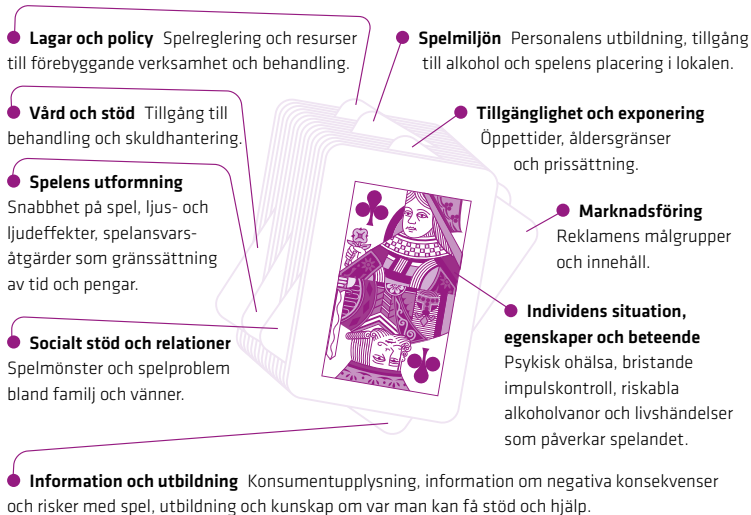 Lagar och policy Spelreglering och resurser
till förebyggande verksamhet och behandling.
Vård och stöd Tillgång till
behandling och skuldhantering.
Spelens utformning
Snabbhet på spel, ljus- och
ljudeffekter, spelansvars-
åtgärder som gränssättning
av tid och pengar.
Socialt stöd och relationer
Spelmönster och spelproblem
bland familj och vänner.
Spelmiljön Personalens utbildning, tillgång
till alkohol och spelens placering i lokalen.
Tillgänglighet och exponering
Öppettider, åldersgränser
och prissättning.
Marknadsföring
Reklamens målgrupper
och innehåll.
Individens situation,
egenskaper och beteende
Psykisk ohälsa, bristande
impulskontroll, riskabla
alkoholvanor och livshändelser
som påverkar spelandet.
Information och utbildning Konsumentupplysning, information om negativa konsekvenser
och risker med spel, utbildning och kunskap om var man kan få stöd och hjälp.